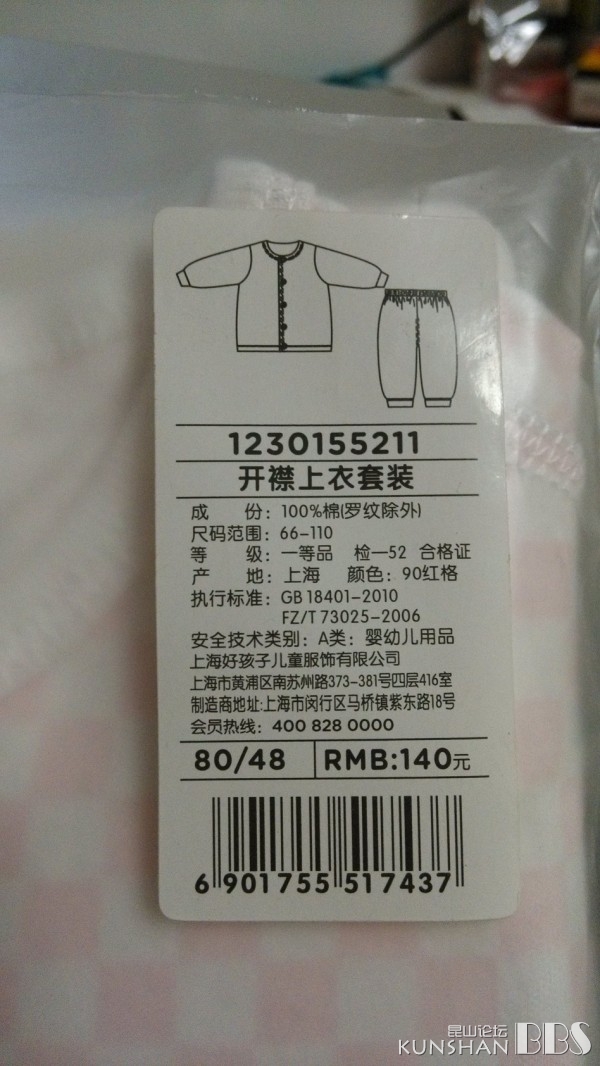 1230155211
开襟上衣套装
成 份：100%棉(罗纹除外)
尺码范围：66-110
等 级：一等品 检—52 合格证
产 地：上海 颜色：90红格
执行标准：GB 18401-2010
FZ/T 73025-2006
安全技术类别：A类：婴幼儿用品
上海好孩子儿童服饰有限公司
上海市黄浦区南苏州路373-381号四层416室
制造商地址:上海市闵行区马桥镇紫东路18号
会员热线：400 828 0000
80/48 RMB:140元
6 901755 517437
昆山论坛
KUNSHAN BBS